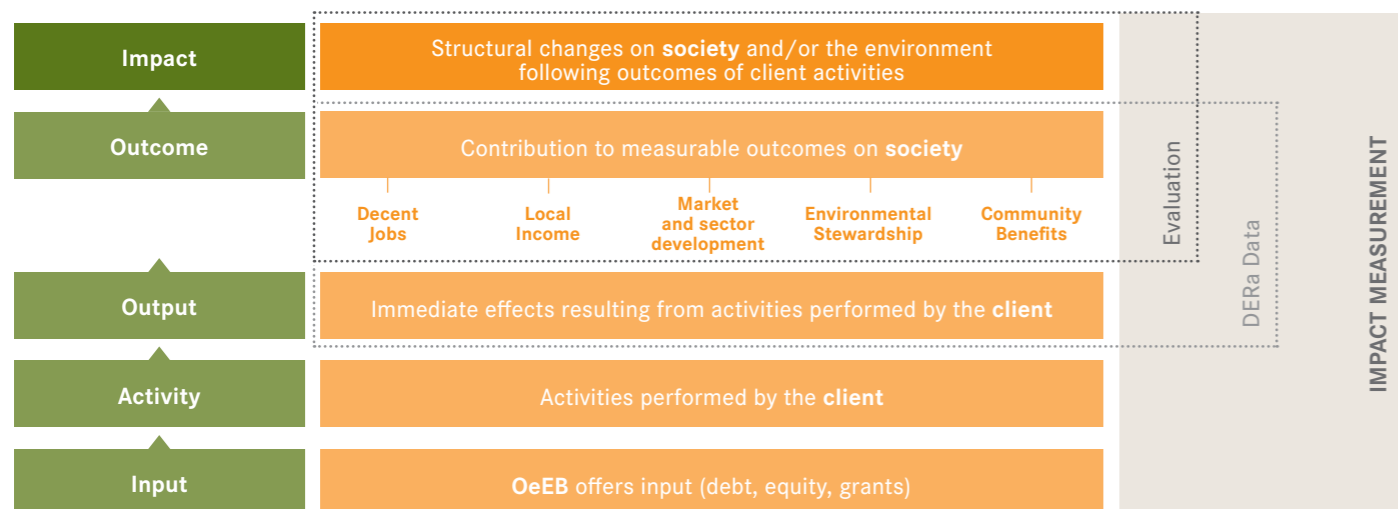 Impact
Structural changes on society and/or the environment
following outcomes of client activities
Outcome
Contribution to measurable outcomes on society
Decent
Jobs
Local
Income
Market
and sector
development
Environmental
Stewardship
Community
Benefits
Output
Immediate effects resulting from activities performed by the client
Activity
Activities performed by the client
Input
OeEB offers input (debt, equity, grants)
Evaluation
DERa Data
IMPACT MEASUREMENT